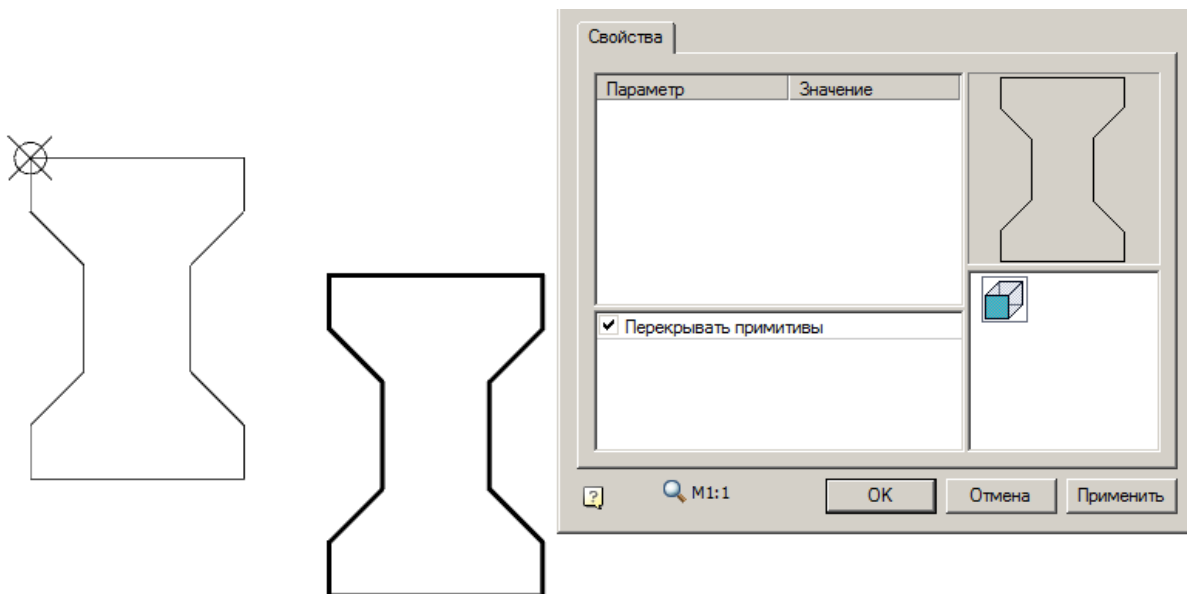 Свойства
Параметр Значение
Перекрывать примитивы
? M1:1 OK Отмена Применить